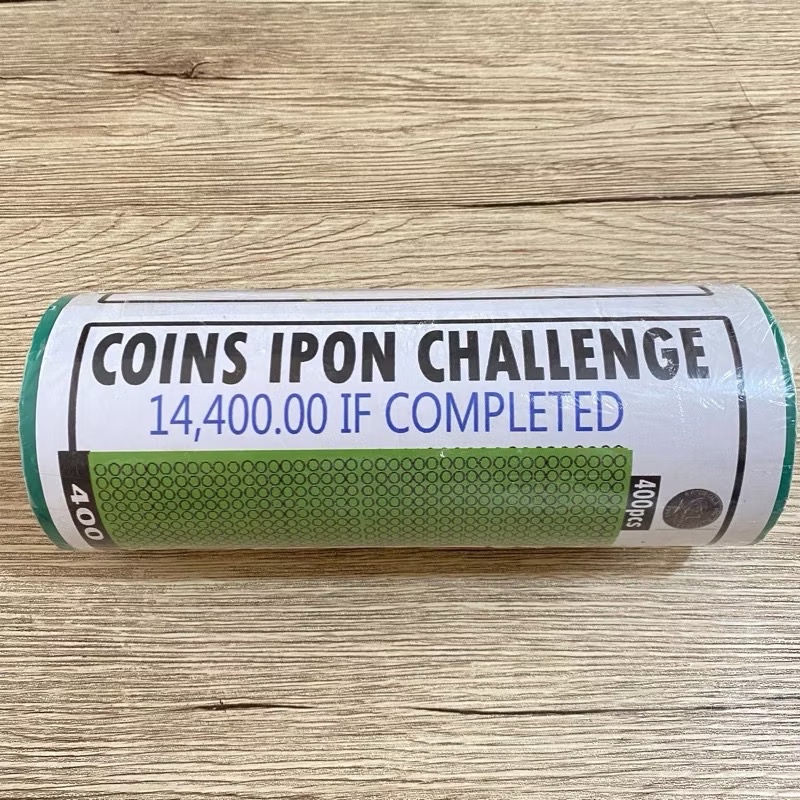 COINS IPON CHALLENGE
14,400.00 IF COMPLETED
400
400pcs